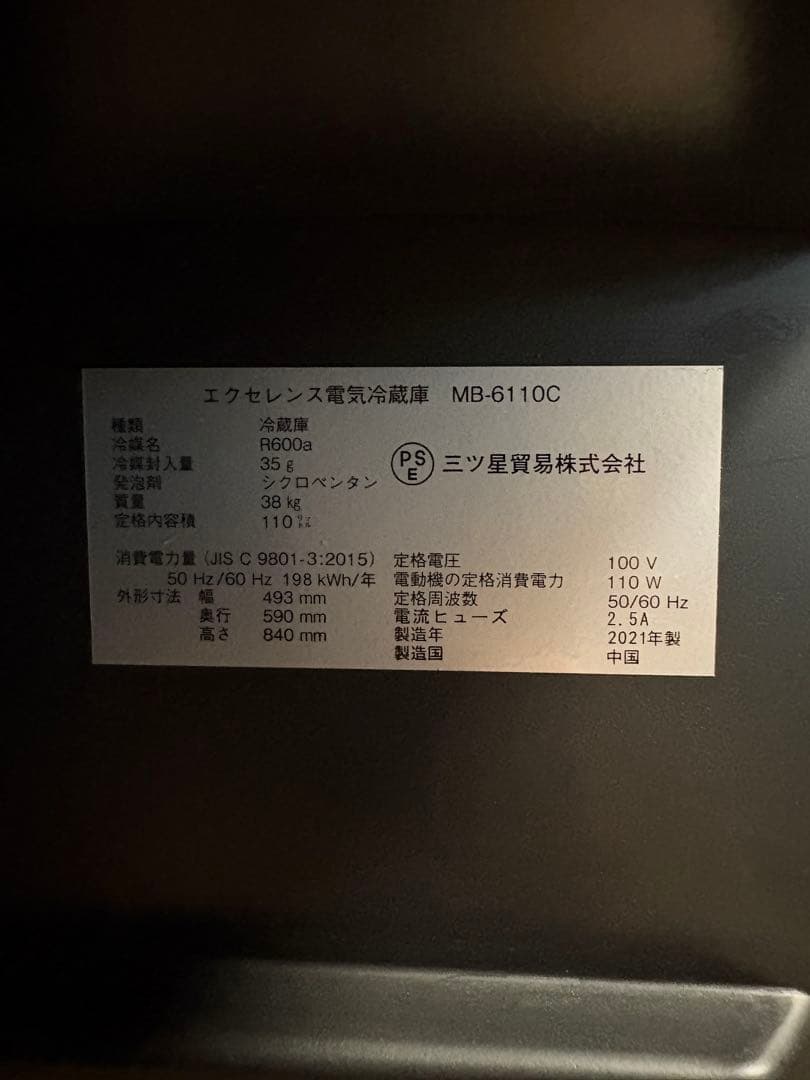 エクセレンス電気冷蔵庫 MB-6110C
種類 冷蔵庫
冷媒名 R600a
冷媒封入量 35 g
発泡剤 シクロペンタン
質量 38 kg
定格内容積 110 リットル
PSE 三ツ星貿易株式会社
消費電力量 (JIS C 9801-3:2015)
50 Hz/60 Hz 198 kWh/年
外形寸法 幅 493 mm
奥行 590 mm
高さ 840 mm
定格電圧 100 V
電動機の定格消費電力 110 W
定格周波数 50/60 Hz
電流ヒューズ 2.5A
製造年 2021年製
製造国 中国